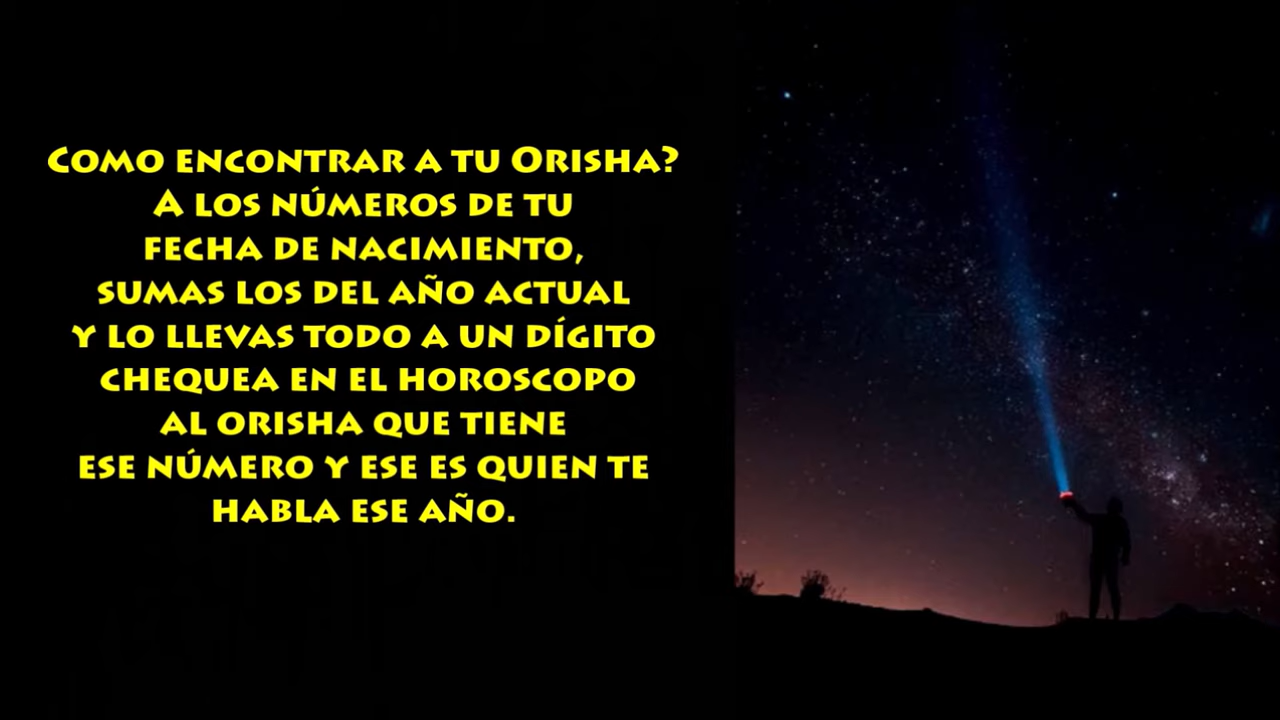 Como encontrar a tu Orisha?
A los números de tu
fecha de nacimiento,
sumas los del año actual
y lo llevas todo a un dígito
chequea en el horoscopo
al orisha que tiene
ese número y ese es quien te
habla ese año.